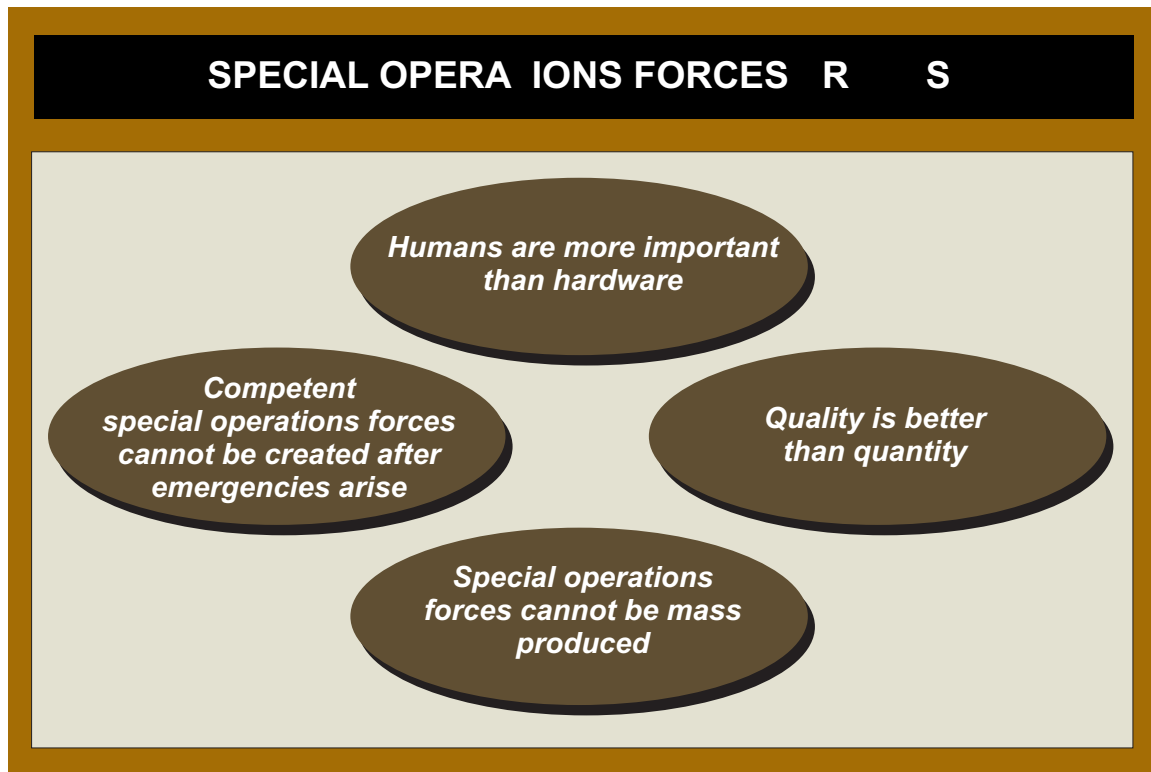 SPECIAL OPERA IONS FORCES R S
Humans are more important
than hardware
Competent
special operations forces
cannot be created after
emergencies arise
Quality is better
than quantity
Special operations
forces cannot be mass
produced